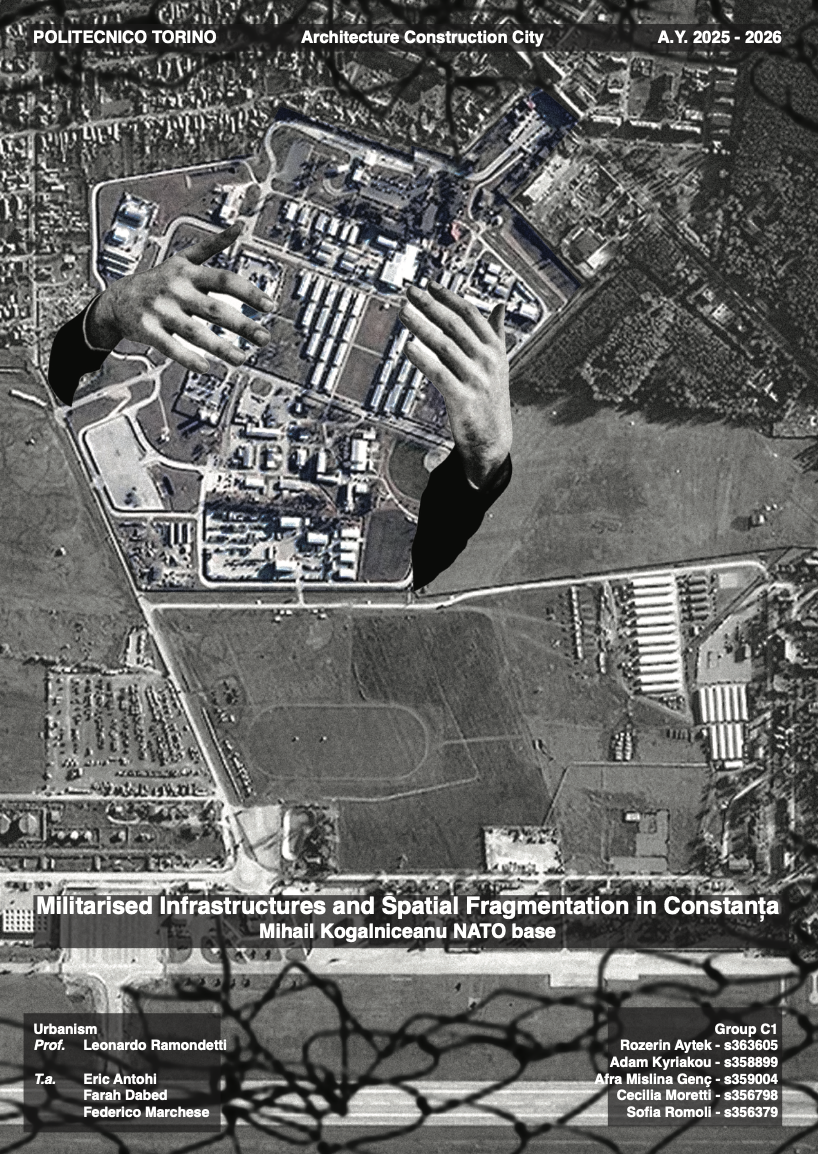 POLITECNICO TORINO
Architecture Construction City
A.Y. 2025 - 2026
Militarised Infrastructures and Spatial Fragmentation in Constanța
Mihail Kogalniceanu NATO base
Urbanism
Prof. Leonardo Ramondetti
T.a. Eric Antohi
Farah Dabed
Federico Marchese
Group C1
Rozerin Aytek - s363605
Adam Kyriakou - s358899
Afra Mislina Genç - s359004
Cecilia Moretti - s356798
Sofia Romoli - s356379